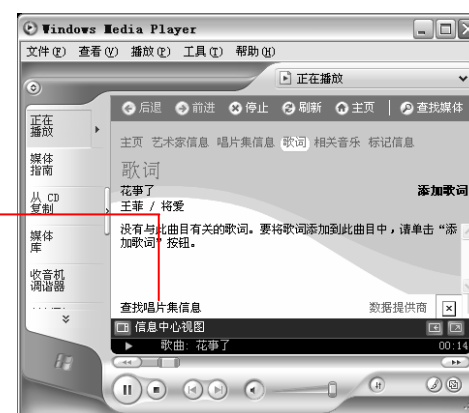 Windows Media Player
文件(F) 查看(V) 播放(P) 工具(T) 帮助(H)
正在播放
后退 前进 停止 刷新 主页 查找媒体
正在
播放
媒体
指南
从 CD
复制
媒体
库
收音机
调谐器
主页 艺术家信息 唱片集信息 歌词 相关音乐 标记信息
歌词
花事了 添加歌词
王菲 / 将爱
没有与此曲目有关的歌词。要将歌词添加到此曲目中，请单击“添
加歌词”按钮。
查找唱片集信息 数据提供商
信息中心视图
歌曲: 花事了 00:14